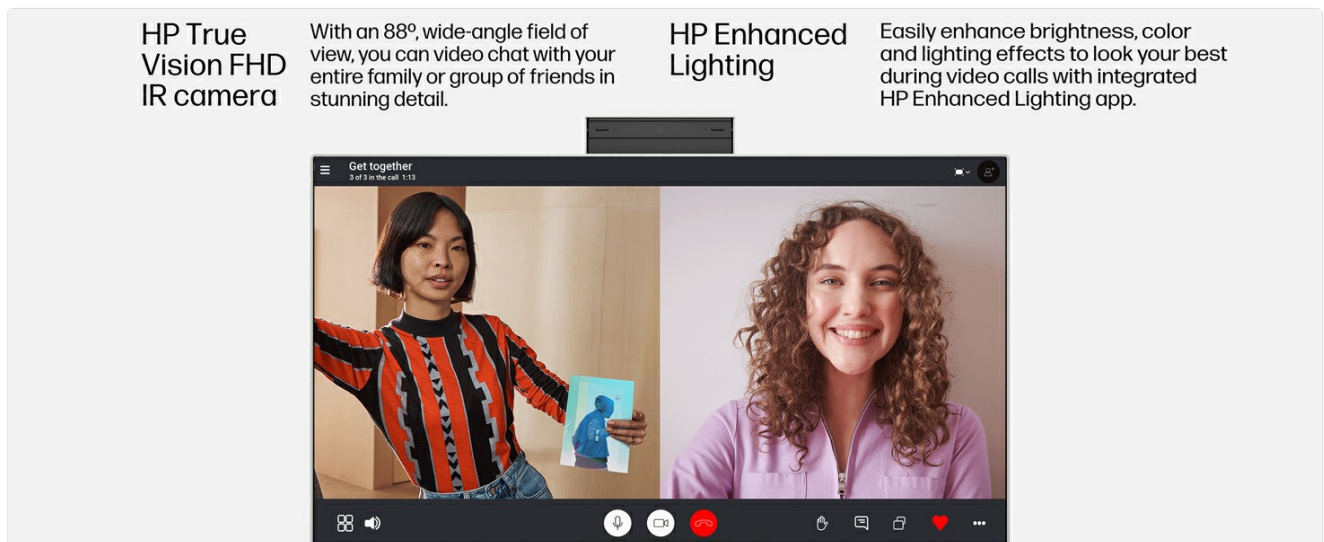 HP True
Vision FHD
IR camera
With an 88º, wide-angle field of
view, you can video chat with your
entire family or group of friends in
stunning detail.
HP Enhanced
Lighting
Easily enhance brightness, color
and lighting effects to look your best
during video calls with integrated
HP Enhanced Lighting app.
Get together
3 of 3 in the call 1:13